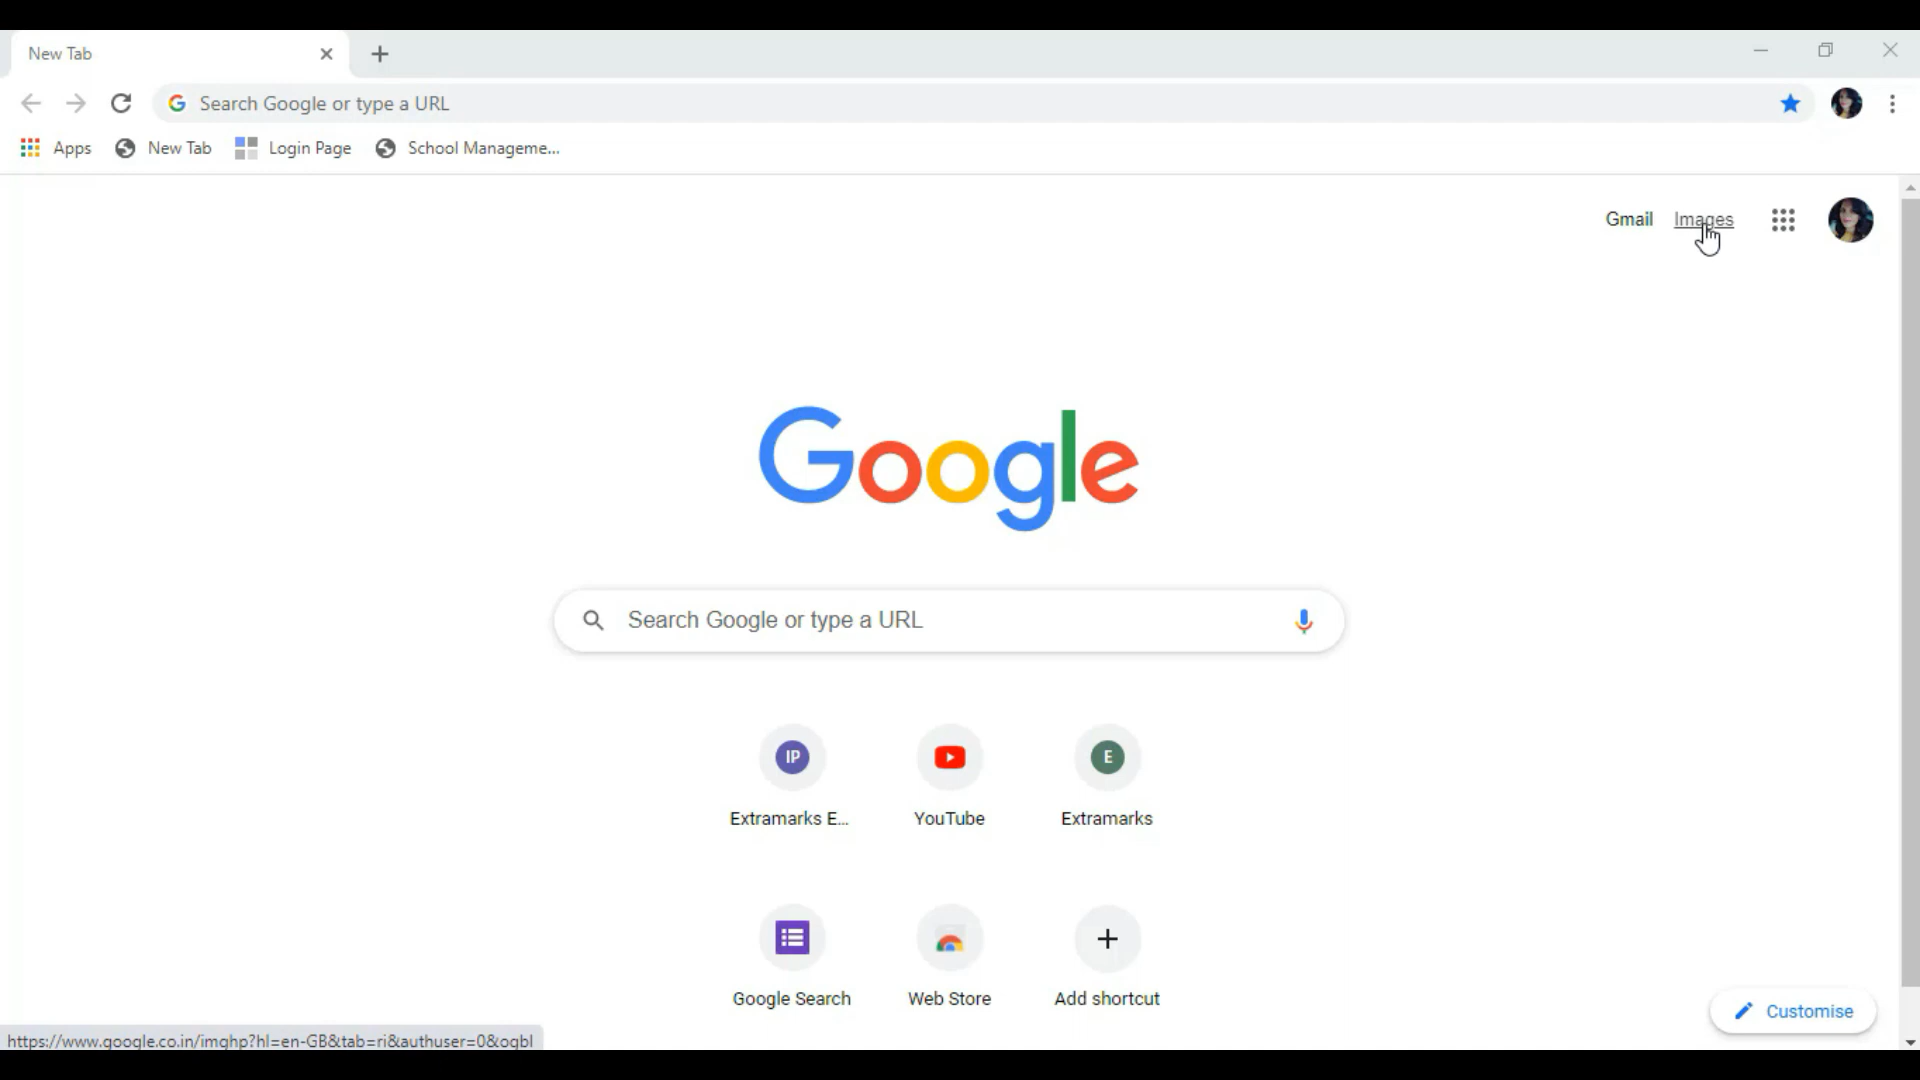 New Tab
Search Google or type a URL
Apps New Tab Login Page School Manageme...
Gmail Images
Google
Search Google or type a URL
IP E
Extramarks E... YouTube Extramarks
Google Search Web Store Add shortcut
Customise
https://www.google.co.in/imghp?hl=en-GB&tab=ri&authuser=0&ogbl